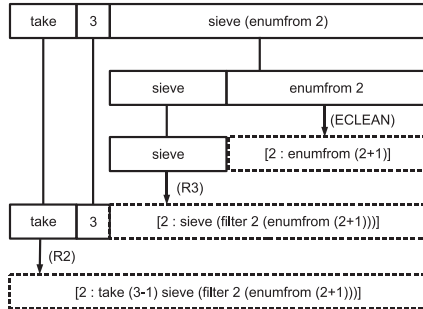 take 3 sieve (enumfrom 2)
sieve enumfrom 2
(ECLEAN)
sieve [2 : enumfrom (2+1)]
(R3)
take 3 [2 : sieve (filter 2 (enumfrom (2+1)))]
(R2)
[2 : take (3-1) sieve (filter 2 (enumfrom (2+1)))]